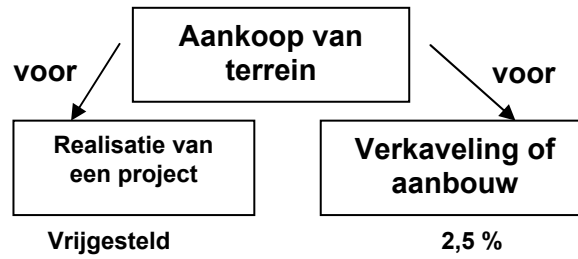 Aankoop van
terrein
voor
voor
Realisatie van
een project
Verkaveling of
aanbouw
Vrijgesteld
2,5 %